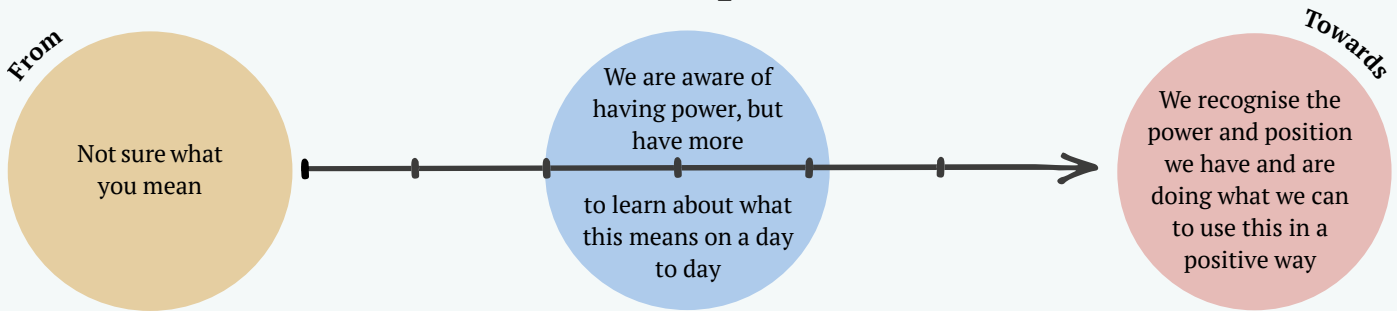 From
Not sure what
you mean
We are aware of
having power, but
have more
to learn about what
this means on a day
to day
Towards
We recognise the
power and position
we have and are
doing what we can
to use this in a
positive way